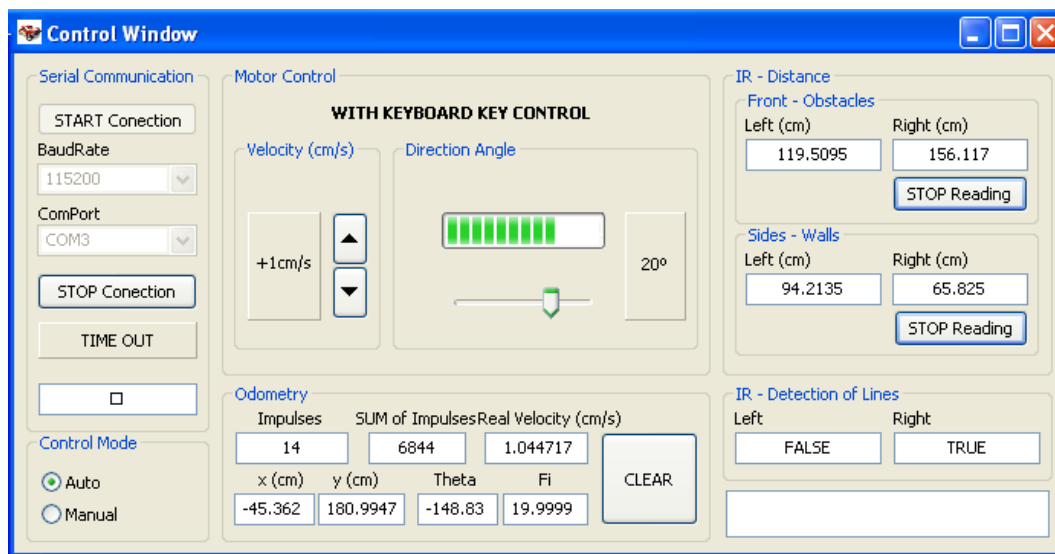 Control Window
Serial Communication
START Conection
BaudRate
115200
ComPort
COM3
STOP Conection
TIME OUT
Control Mode
Auto
Manual
Motor Control
WITH KEYBOARD KEY CONTROL
Velocity (cm/s)
+1cm/s
Direction Angle
20º
Odometry
Impulses SUM of Impulses Real Velocity (cm/s)
14 6844 1.044717
x (cm) y (cm) Theta Fi
-45.362 180.9947 -148.83 19.9999
CLEAR
IR - Distance
Front - Obstacles
Left (cm) Right (cm)
119.5095 156.117
STOP Reading
Sides - Walls
Left (cm) Right (cm)
94.2135 65.825
STOP Reading
IR - Detection of Lines
Left Right
FALSE TRUE